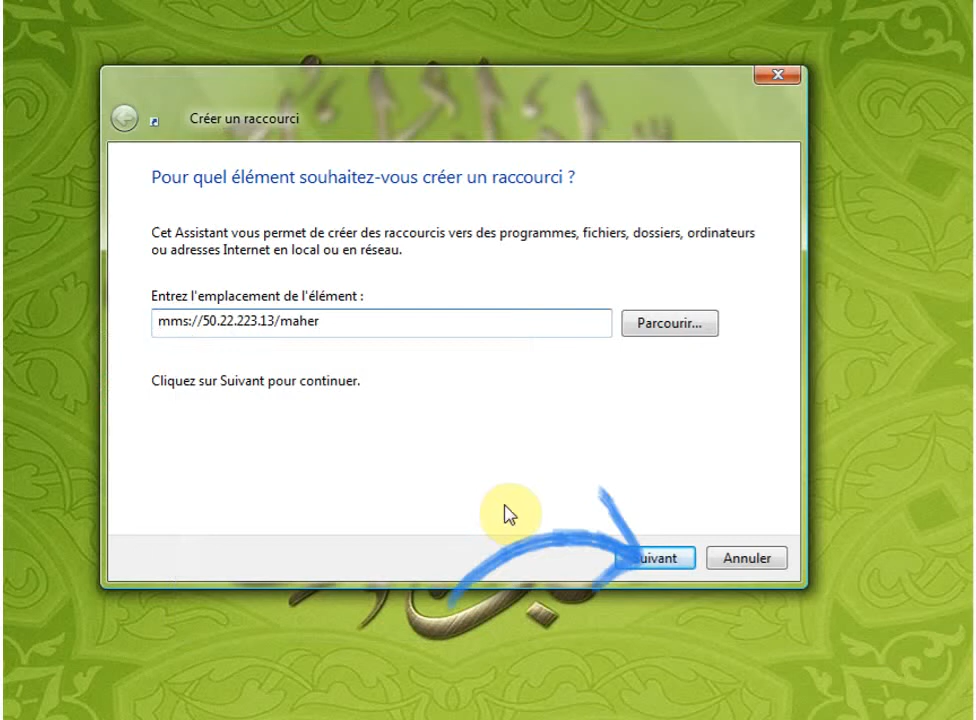 Créer un raccourci
Pour quel élément souhaitez-vous créer un raccourci ?
Cet Assistant vous permet de créer des raccourcis vers des programmes, fichiers, dossiers, ordinateurs
ou adresses Internet en local ou en réseau.
Entrez l'emplacement de l'élément :
mms://50.22.223.13/maher
Parcourir...
Cliquez sur Suivant pour continuer.
Suivant
Annuler